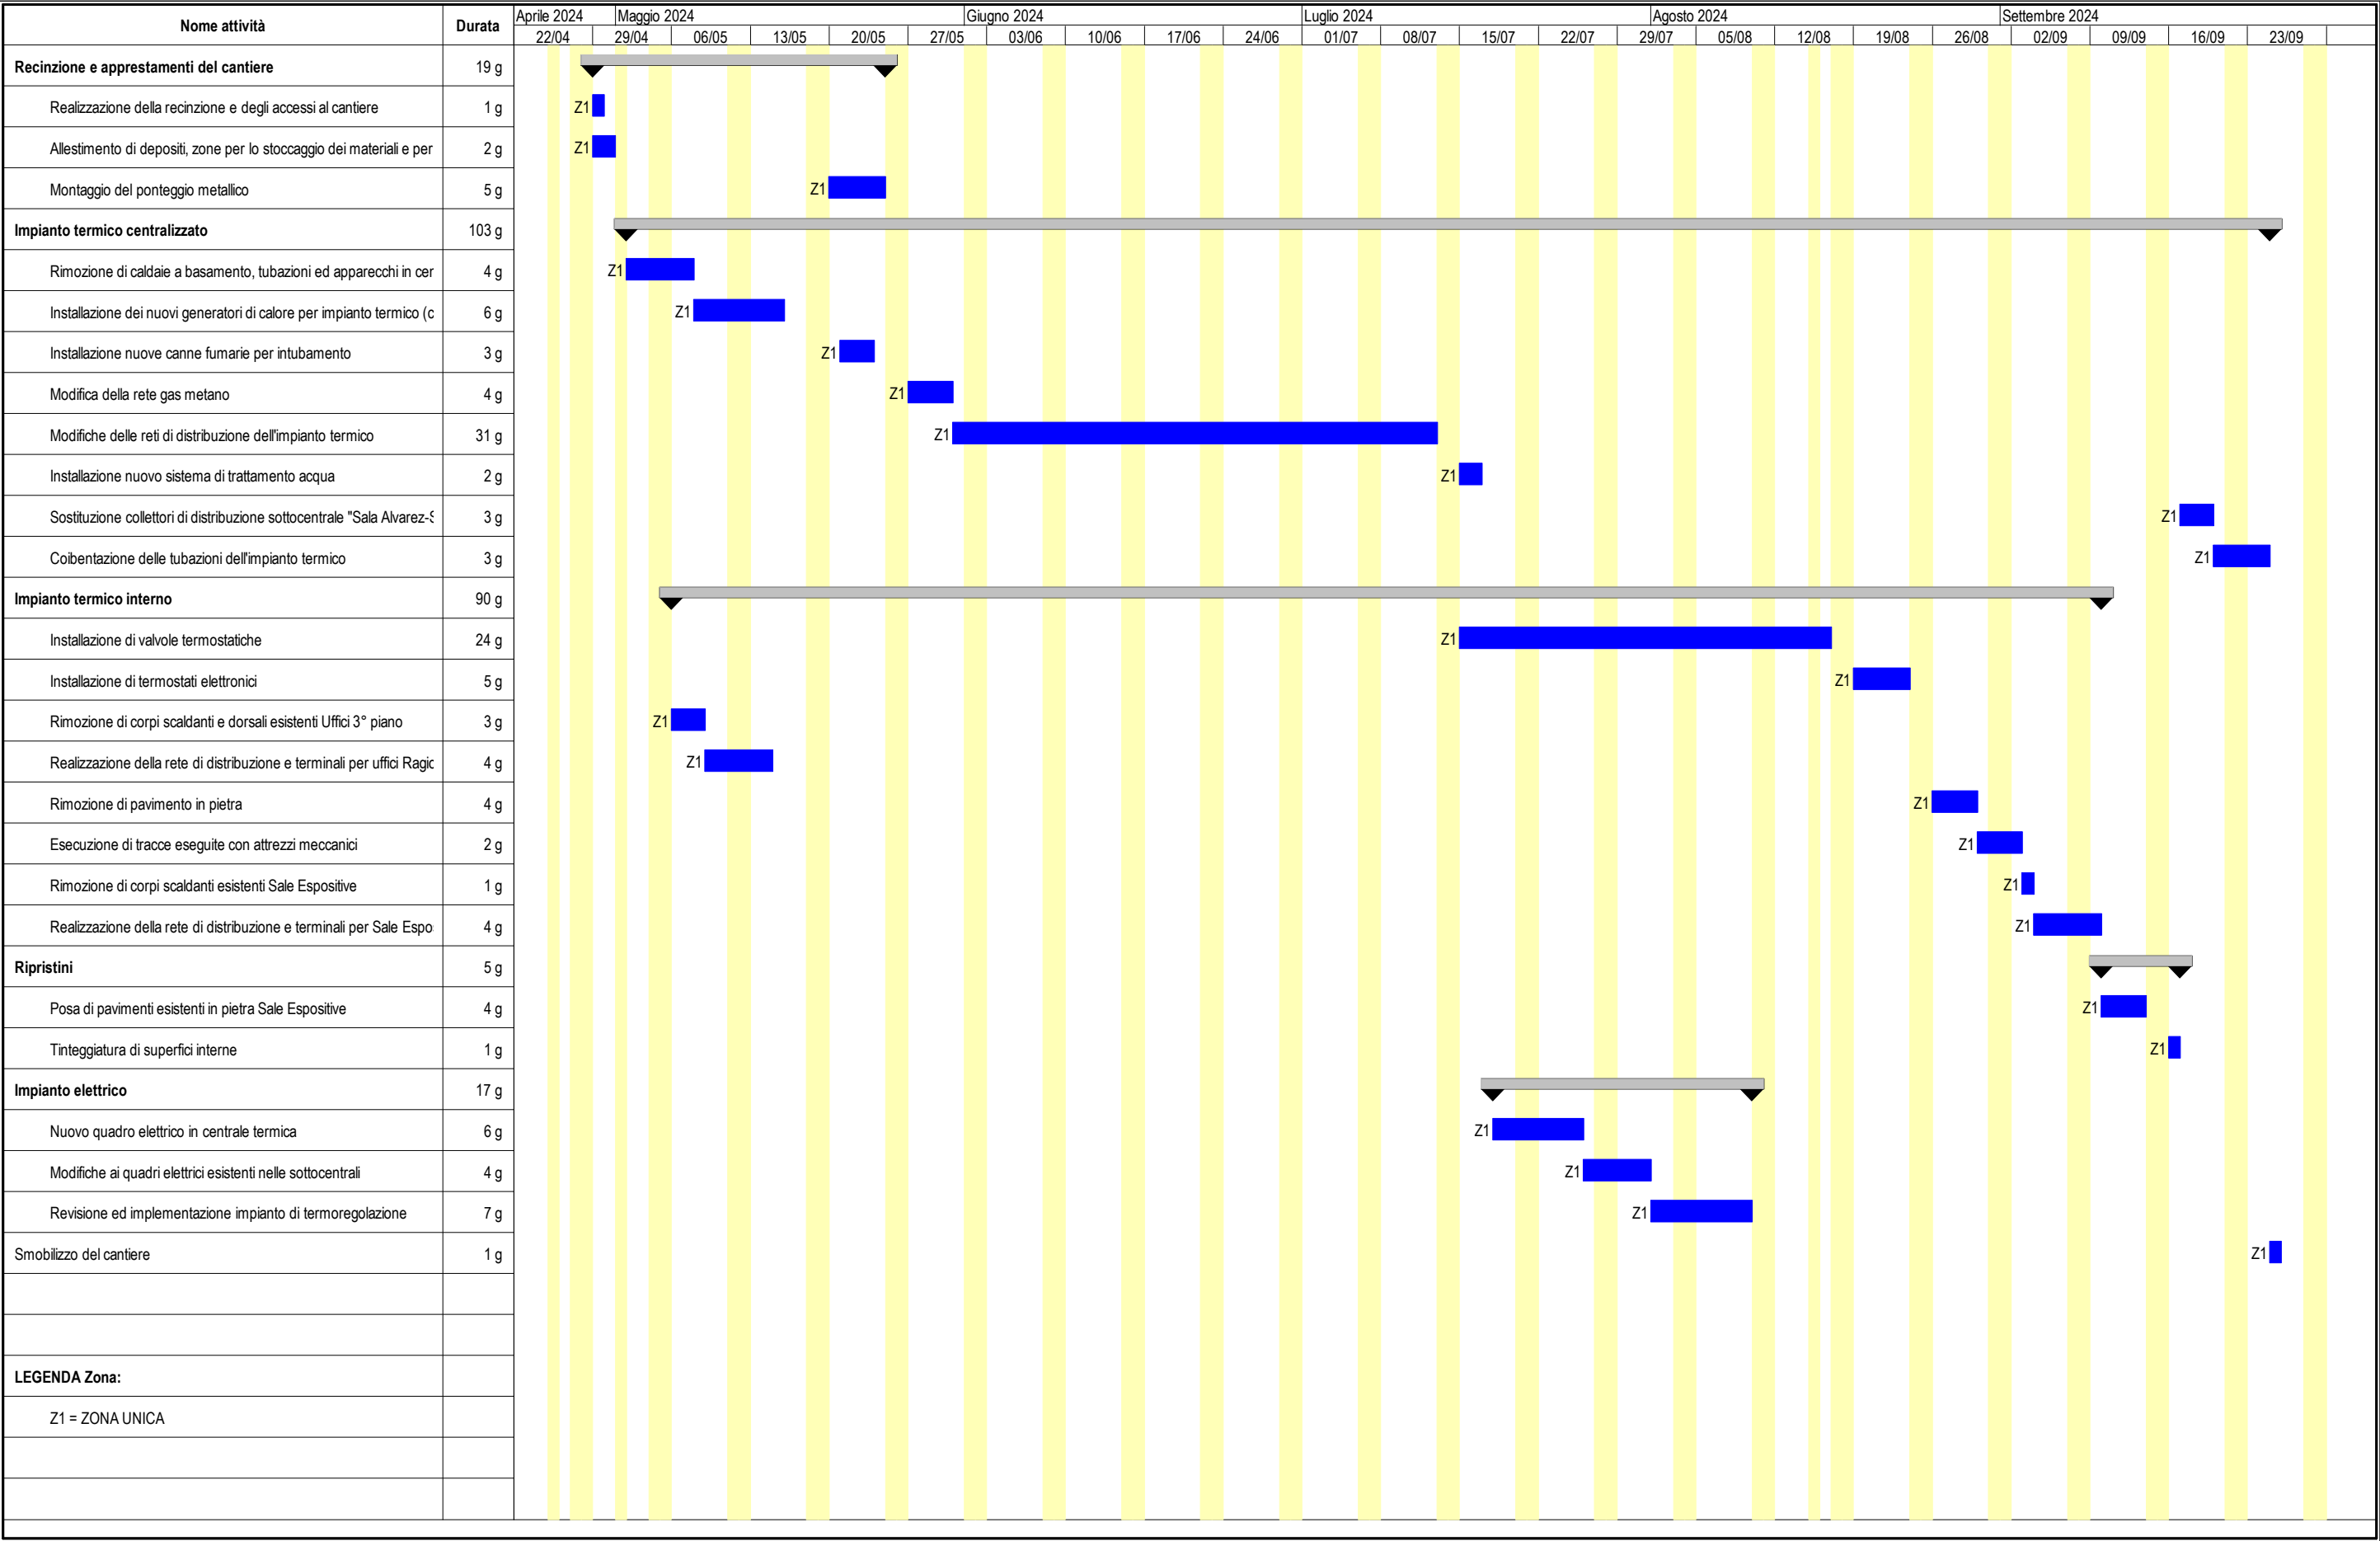 Nome attività Durata Aprile 2024 Maggio 2024 Giugno 2024 Luglio 2024 Agosto 2024 Settembre 2024
22/04 29/04 06/05 13/05 20/05 27/05 03/06 10/06 17/06 24/06 01/07 08/07 15/07 22/07 29/07 05/08 12/08 19/08 26/08 02/09 09/09 16/09 23/09
Recinzione e apprestamenti del cantiere 19 g
Realizzazione della recinzione e degli accessi al cantiere 1 g Z1
Allestimento di depositi, zone per lo stoccaggio dei materiali e per 2 g Z1
Montaggio del ponteggio metallico 5 g Z1
Impianto termico centralizzato 103 g
Rimozione di caldaie a basamento, tubazioni ed apparecchi in cer 4 g Z1
Installazione dei nuovi generatori di calore per impianto termico (c 6 g Z1
Installazione nuove canne fumarie per intubamento 3 g Z1
Modifica della rete gas metano 4 g Z1
Modifiche delle reti di distribuzione dell'impianto termico 31 g Z1
Installazione nuovo sistema di trattamento acqua 2 g Z1
Sostituzione collettori di distribuzione sottocentrale "Sala Alvarez-S 3 g Z1
Coibentazione delle tubazioni dell'impianto termico 3 g Z1
Impianto termico interno 90 g
Installazione di valvole termostatiche 24 g Z1
Installazione di termostati elettronici 5 g Z1
Rimozione di corpi scaldanti e dorsali esistenti Uffici 3° piano 3 g Z1
Realizzazione della rete di distribuzione e terminali per uffici Ragic 4 g Z1
Rimozione di pavimento in pietra 4 g Z1
Esecuzione di tracce eseguite con attrezzi meccanici 2 g Z1
Rimozione di corpi scaldanti esistenti Sale Espositive 1 g Z1
Realizzazione della rete di distribuzione e terminali per Sale Espo 4 g Z1
Ripristini 5 g
Posa di pavimenti esistenti in pietra Sale Espositive 4 g Z1
Tinteggiatura di superfici interne 1 g Z1
Impianto elettrico 17 g
Nuovo quadro elettrico in centrale termica 6 g Z1
Modifiche ai quadri elettrici esistenti nelle sottocentrali 4 g Z1
Revisione ed implementazione impianto di termoregolazione 7 g Z1
Smobilizzo del cantiere 1 g Z1
LEGENDA Zona:
Z1 = ZONA UNICA